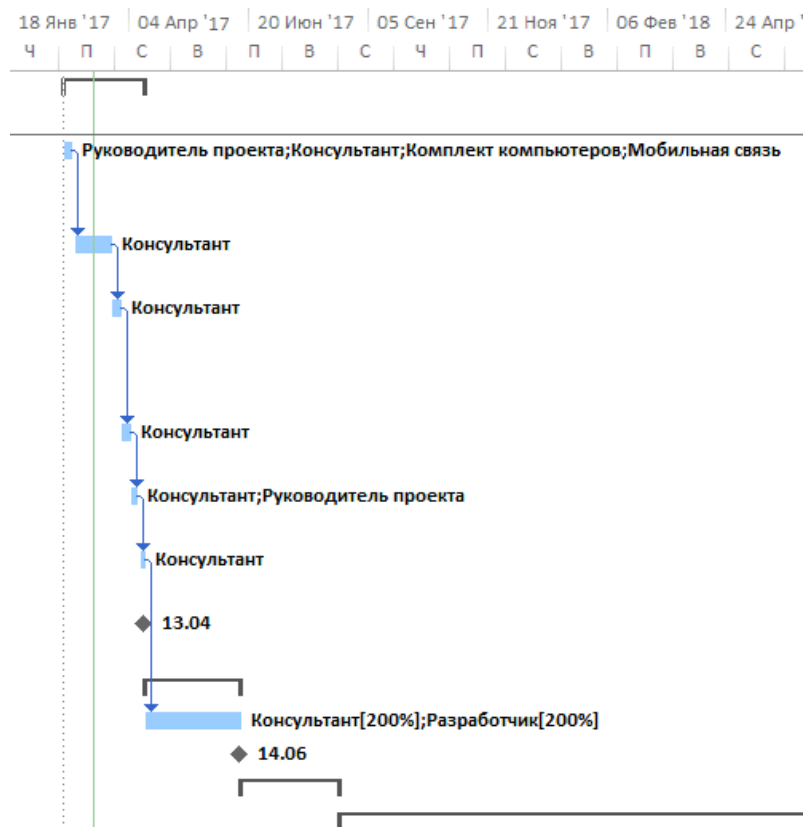 18 Янв '17 04 Апр '17 20 Июн '17 05 Сен '17 21 Ноя '17 06 Фев '18 24 Апр '
Ч П С В П В С Ч П С В П В С
Руководитель проекта;Консультант;Комплект компьютеров;Мобильная связь
Консультант
Консультант
Консультант
Консультант;Руководитель проекта
Консультант
13.04
Консультант[200%];Разработчик[200%]
14.06